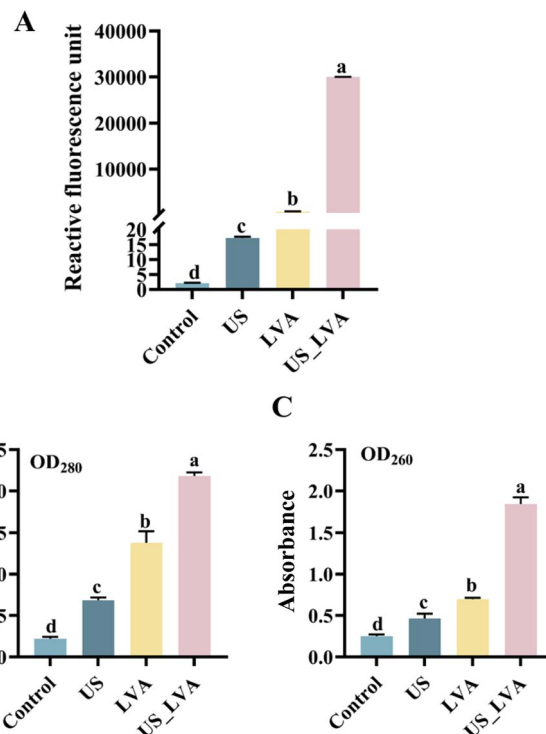 A
Reactive fluorescence unit
40000
30000
20000
10000
20
15
10
5
0
d
c
b
a
Control
US
LVA
US_LVA
OD280
d
c
b
a
Control
US
LVA
US_LVA
C
Absorbance
2.5
2.0
1.5
1.0
0.5
0.0
OD260
d
c
b
a
Control
US
LVA
US_LVA